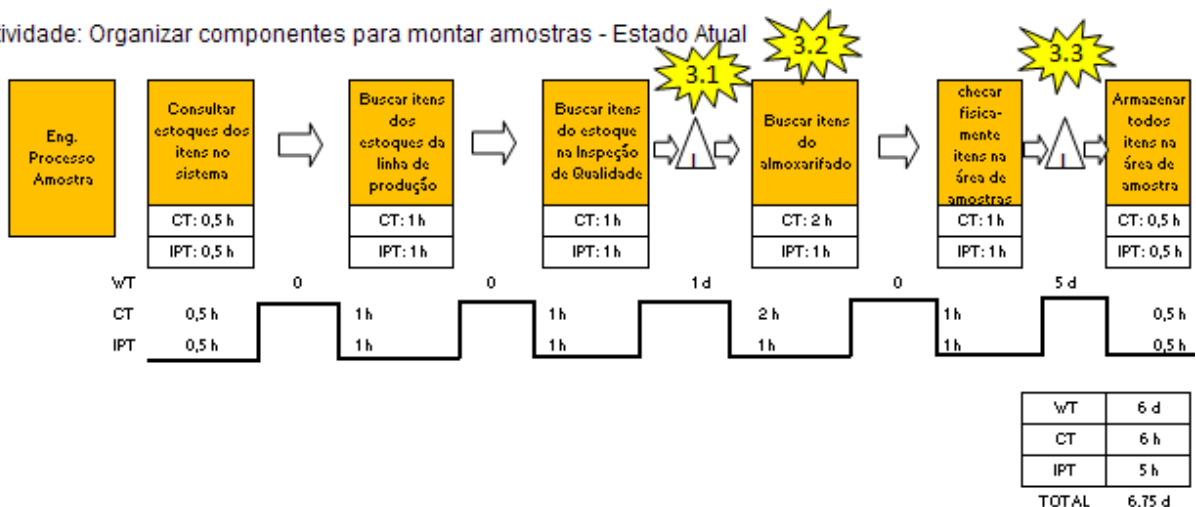 ividade: Organizar componentes para montar amostras - Estado Atual
3.1
3.2
3.3
Eng.
Processo
Amostra
Consultar
estoques dos
itens no
sistema
CT: 0,5 h
IPT: 0,5 h
Buscar itens
dos
estoques da
linha de
produção
CT: 1 h
IPT: 1 h
Buscar itens
do estoque
na Inspeção
de Qualidade
CT: 1 h
IPT: 1 h
Buscar itens
do
almoxarifado
CT: 2 h
IPT: 1 h
checar
fisica-
mente
itens na
área de
amostras
CT: 1 h
IPT: 1 h
Armazenar
todos
itens na
área de
amostra
CT: 0,5 h
IPT: 0,5 h
WT 0 0 1 d 0 5 d
CT 0,5 h 1 h 1 h 2 h 1 h 0,5 h
IPT 0,5 h 1 h 1 h 1 h 1 h 0,5 h
WT 6 d
CT 6 h
IPT 5 h
TOTAL 6,75 d